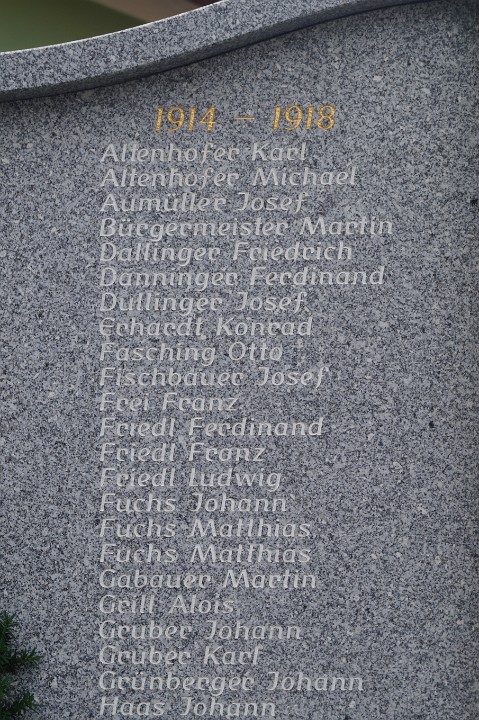 1914 – 1918
Altenhofer Karl
Altenhofer Michael
Aumüller Josef
Bürgermeister Martin
Dallinger Friedrich
Danninger Ferdinand
Dullinger Josef
Erhardt Konrad
Fasching Otto
Fischbauer Josef
Frei Franz
Friedl Ferdinand
Friedl Franz
Friedl Ludwig
Fuchs Johann
Fuchs Matthias
Fuchs Matthias
Gabauer Martin
Grill Alois
Gruber Johann
Gruber Karl
Grünberger Johann
Haas Johann